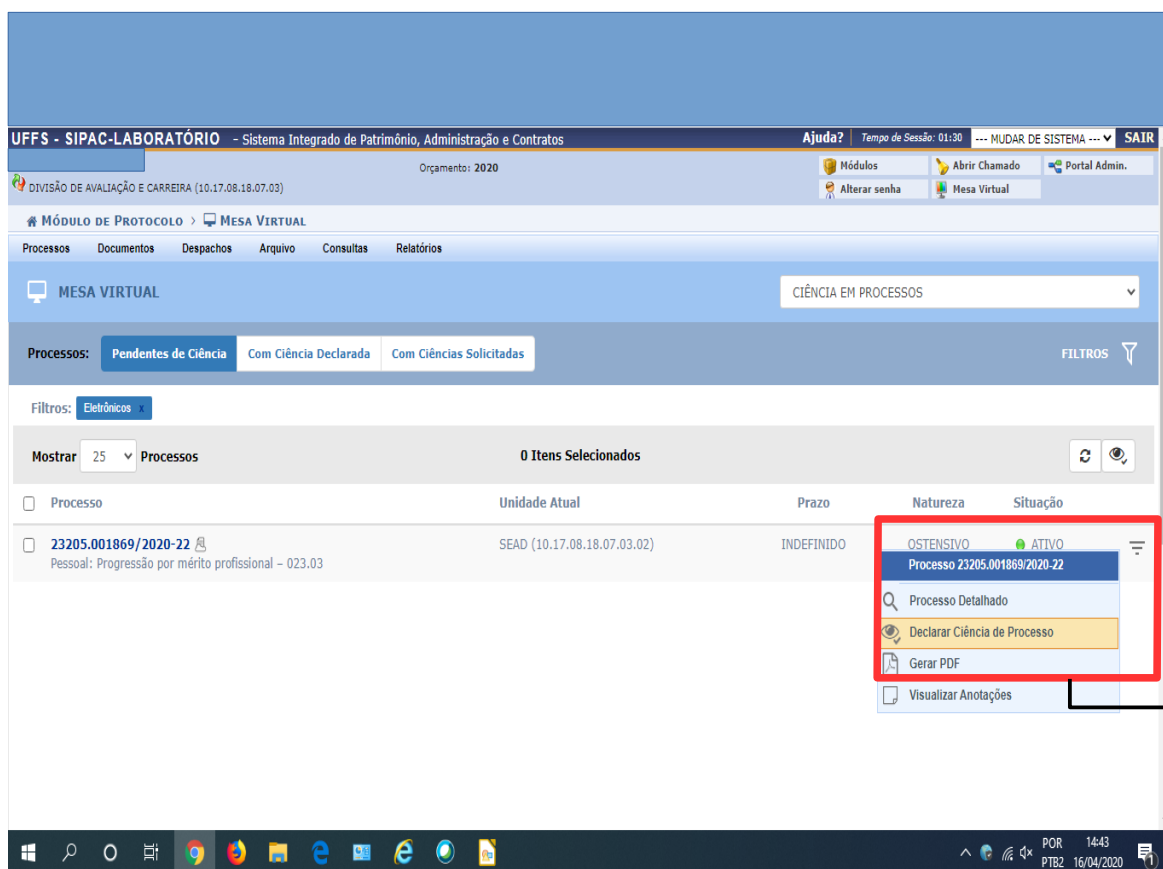 UFFS - SIPAC-LABORATÓRIO - Sistema Integrado de Patrimônio, Administração e Contratos Ajuda? Tempo de Sessão: 01:30 --- MUDAR DE SISTEMA --- SAIR
Orçamento: 2020 Módulos Abrir Chamado Portal Admin.
DIVISÃO DE AVALIAÇÃO E CARREIRA (10.17.08.18.07.03) Alterar senha Mesa Virtual
MÓDULO DE PROTOCOLO > MESA VIRTUAL
Processos Documentos Despachos Arquivo Consultas Relatórios
MESA VIRTUAL CIÊNCIA EM PROCESSOS
Processos: Pendentes de Ciência Com Ciência Declarada Com Ciências Solicitadas FILTROS
Filtros: Eletrônicos x
Mostrar 25 Processos 0 Itens Selecionados
Processo Unidade Atual Prazo Natureza Situação
23205.001869/2020-22 SEAD (10.17.08.18.07.03.02) INDEFINIDO OSTENSIVO ATIVO
Pessoal: Progressão por mérito profissional – 023.03
Processo 23205.001869/2020-22
Processo Detalhado
Declarar Ciência de Processo
Gerar PDF
Visualizar Anotações
POR 14:43
PTB2 16/04/2020 1